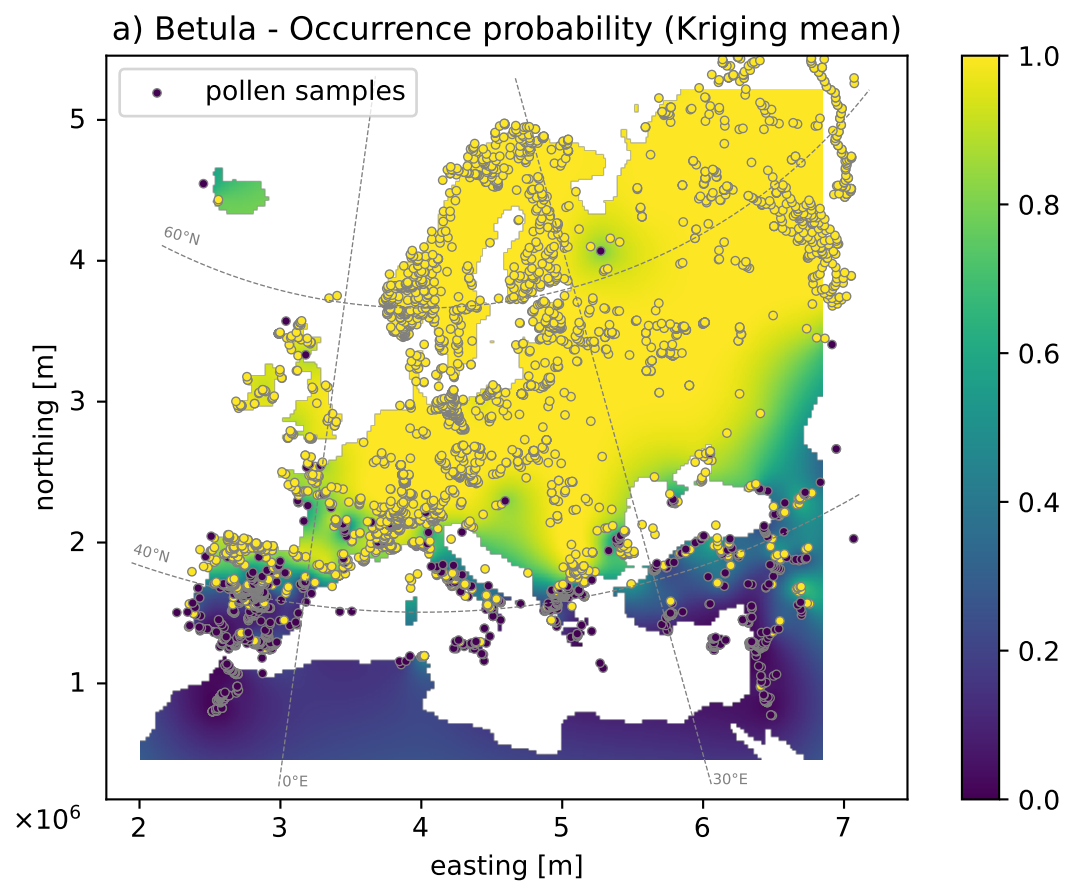 a) Betula - Occurrence probability (Kriging mean)
pollen samples
60°N
40°N
0°E
30°E
northing [m]
5
4
3
2
1
×10⁶
2 3 4 5 6 7
easting [m]
1.0
0.8
0.6
0.4
0.2
0.0